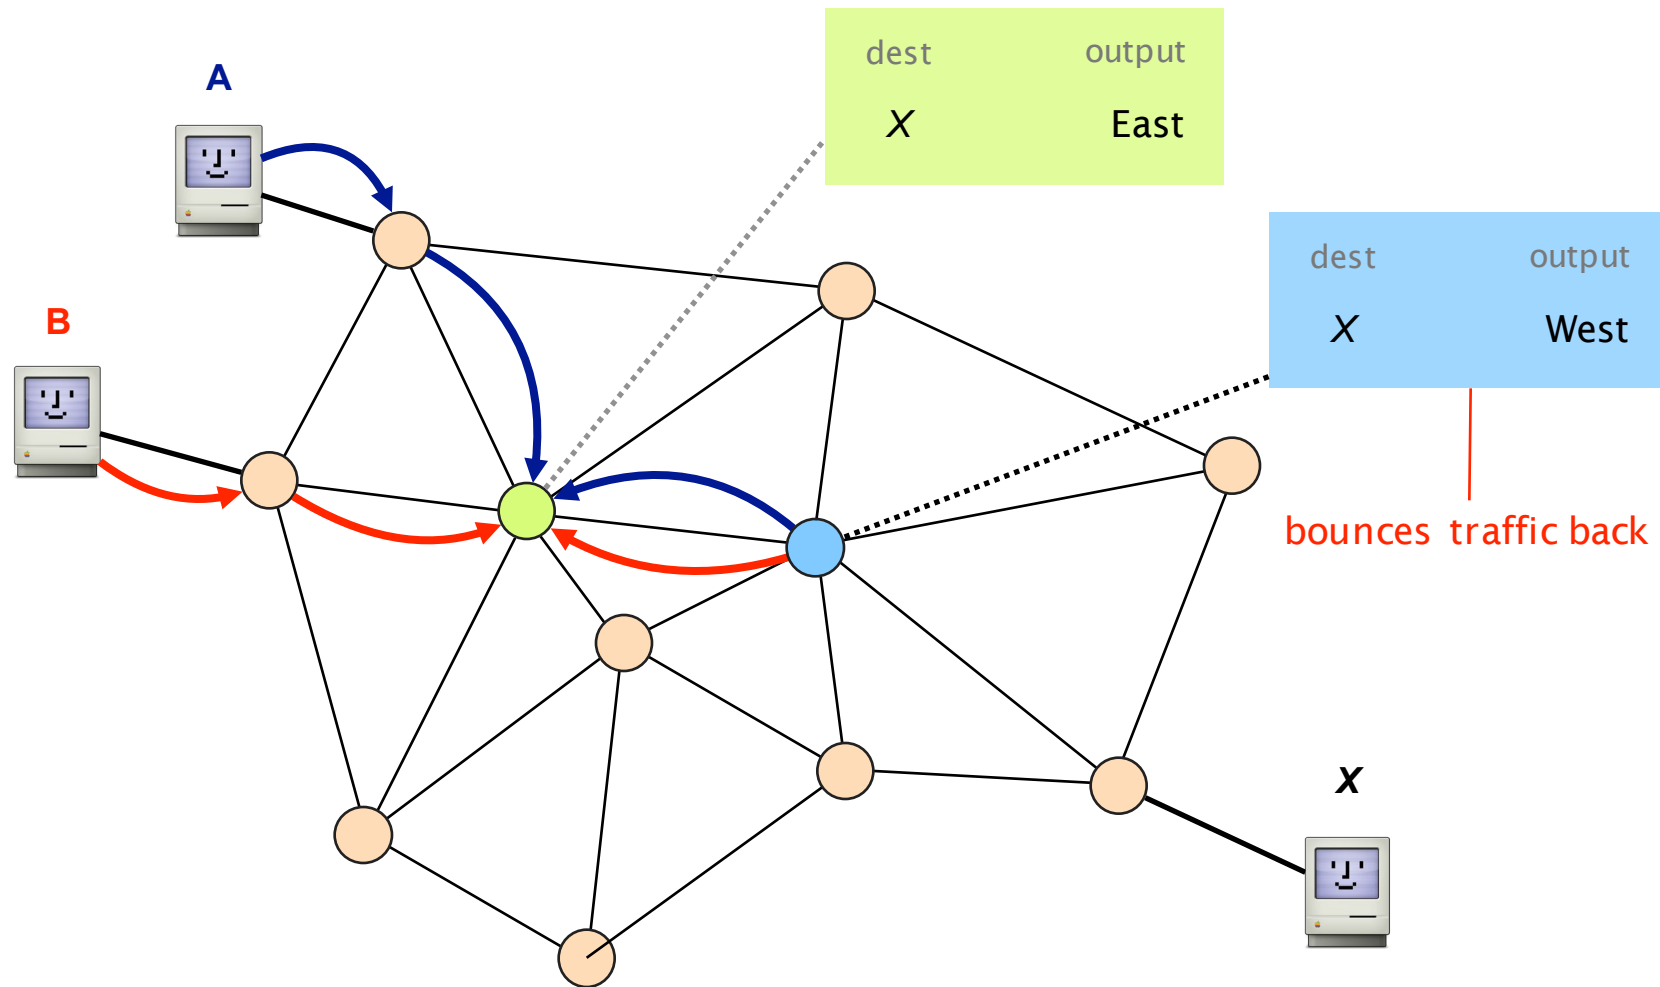 A
dest output
X East
B
dest output
X West
bounces traffic back
X